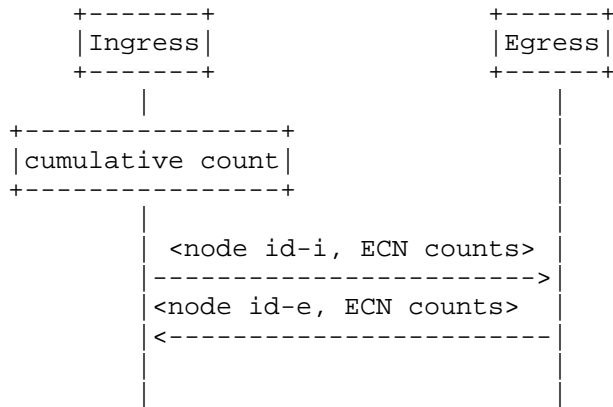 +-------+ +------+
|Ingress| |Egress|
+-------+ +------+
| |
+----------------+ |
|cumulative count| |
+----------------+ |
| |
| <node id-i, ECN counts> |
|------------------------>|
|<node id-e, ECN counts> |
|<------------------------|
| |
| |